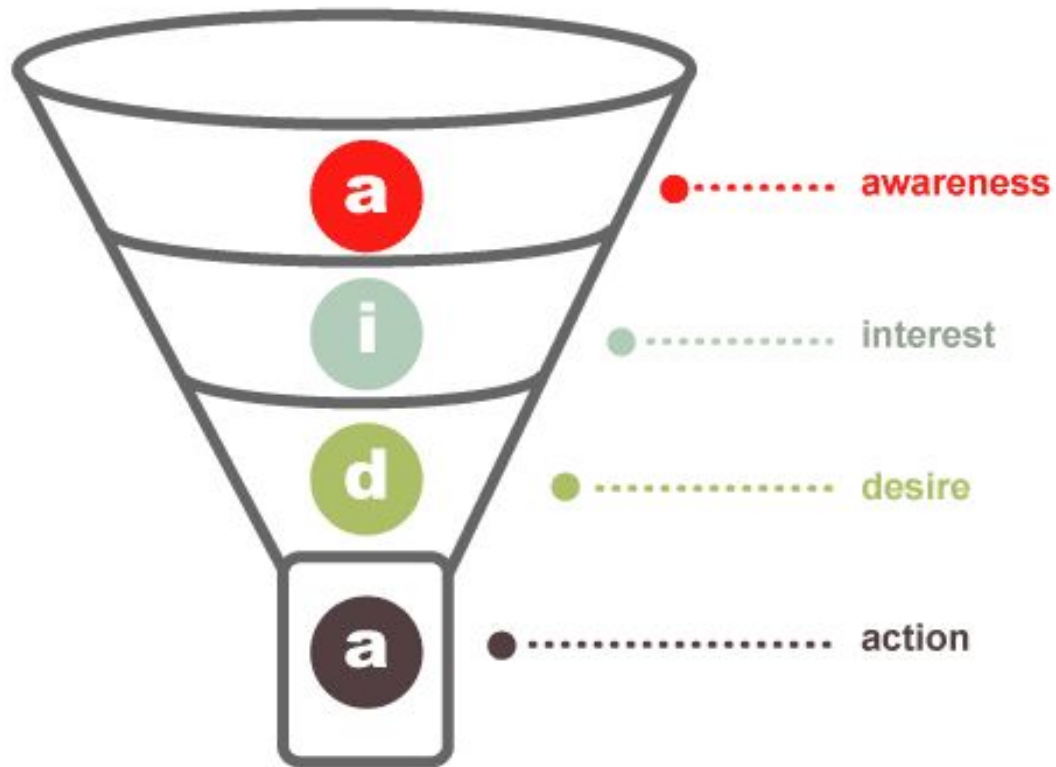 a awareness
i interest
d desire
a action